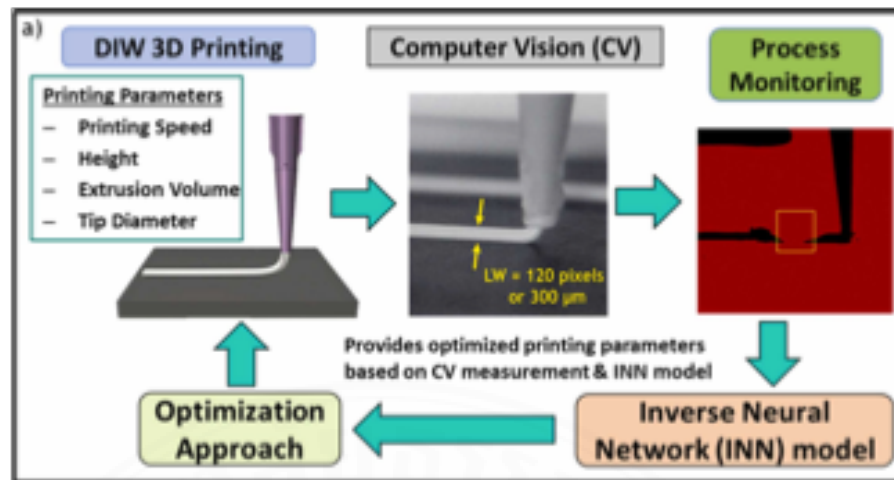 a)
DIW 3D Printing
Computer Vision (CV)
Process
Monitoring
Printing Parameters
– Printing Speed
– Height
– Extrusion Volume
– Tip Diameter
LW = 120 pixels
or 300 µm
Provides optimized printing parameters
based on CV measurement & INN model
Optimization
Approach
Inverse Neural
Network (INN) model